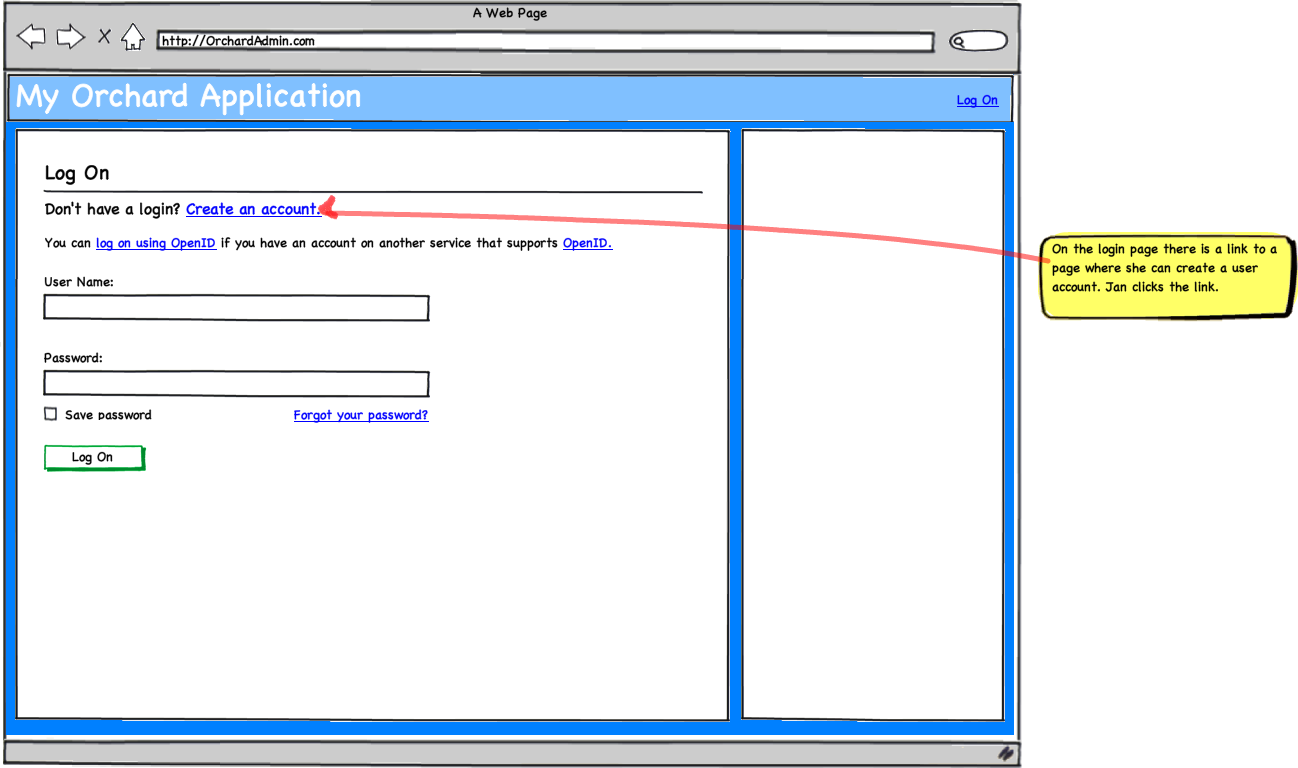 A Web Page
http://OrchardAdmin.com
My Orchard Application
Log On
Log On
Don't have a login? Create an account.
You can log on using OpenID if you have an account on another service that supports OpenID.
User Name:
Password:
Save password
Forgot your password?
Log On
On the login page there is a link to a
page where she can create a user
account. Jan clicks the link.